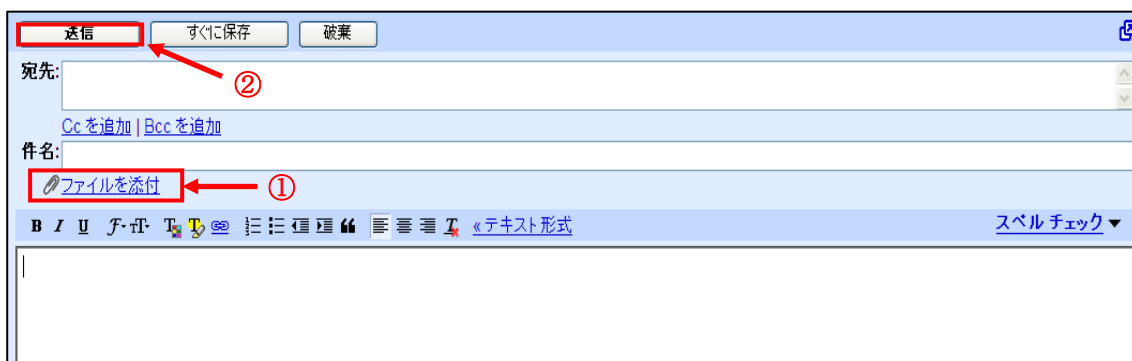 送信 すぐに保存 破棄
②
宛先:
Cc を追加 | Bcc を追加
件名:
ファイルを添付 ①
B I U «テキスト形式 スペル チェック ▼